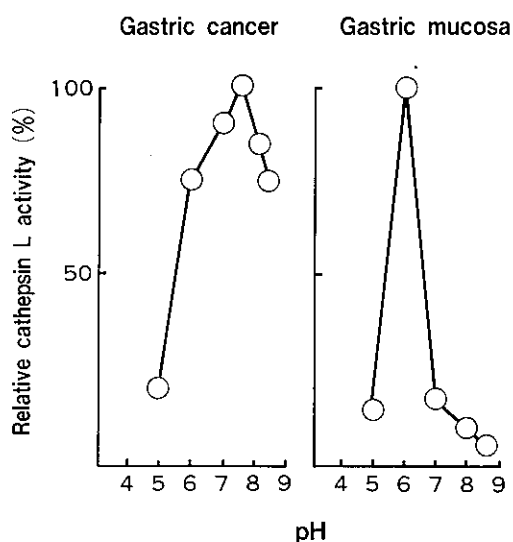 Gastric cancer
Gastric mucosa
Relative cathepsin L activity (%)
100
50
4 5 6 7 8 9
4 5 6 7 8 9
pH